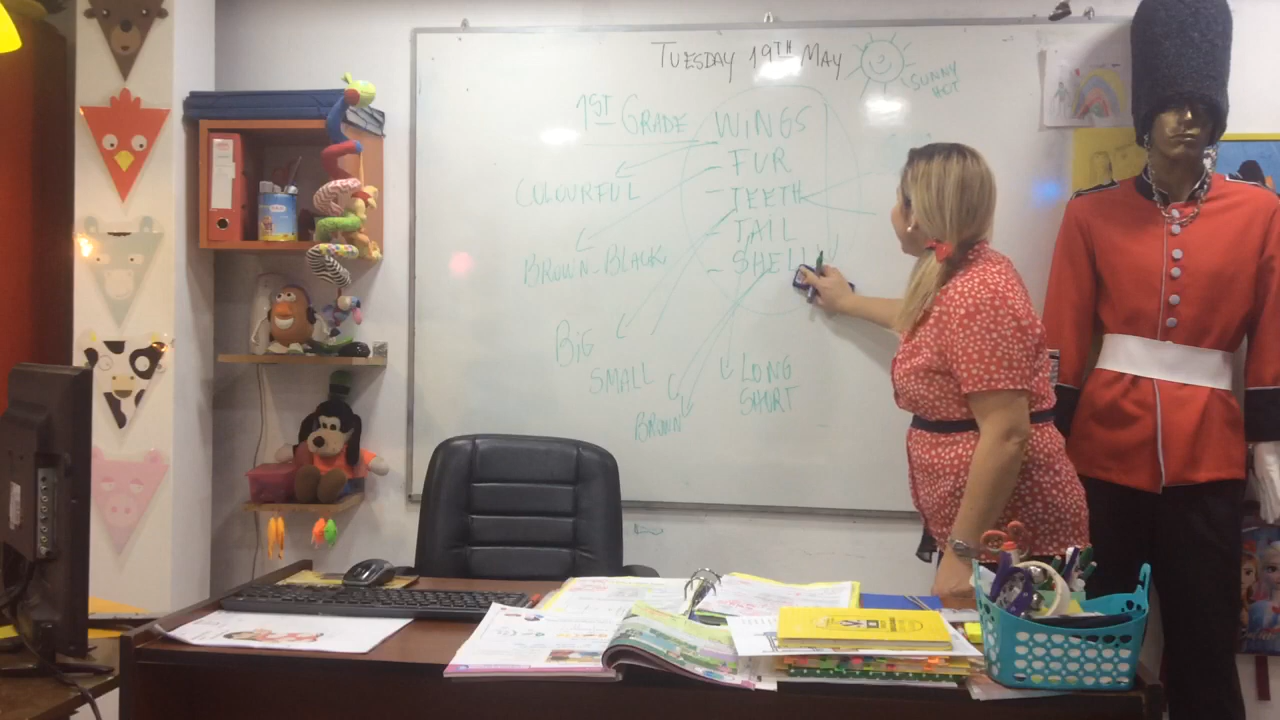 TUESDAY 19TH MAY
SUNNY
HOT
1ST GRADE
WINGS
- FUR
- TEETH
- TAIL
- SHELL
COLOURFUL
BROWN - BLACK
BIG
SMALL
BROWN
LONG
SHORT